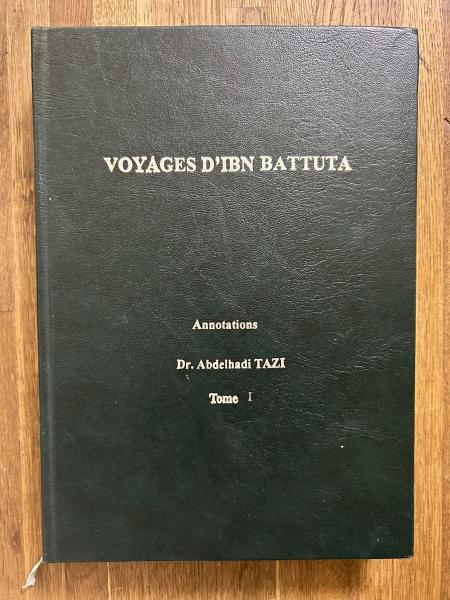 VOYAGES D'IBN BATTUTA
Annotations
Dr. Abdelhadi TAZI
Tome I